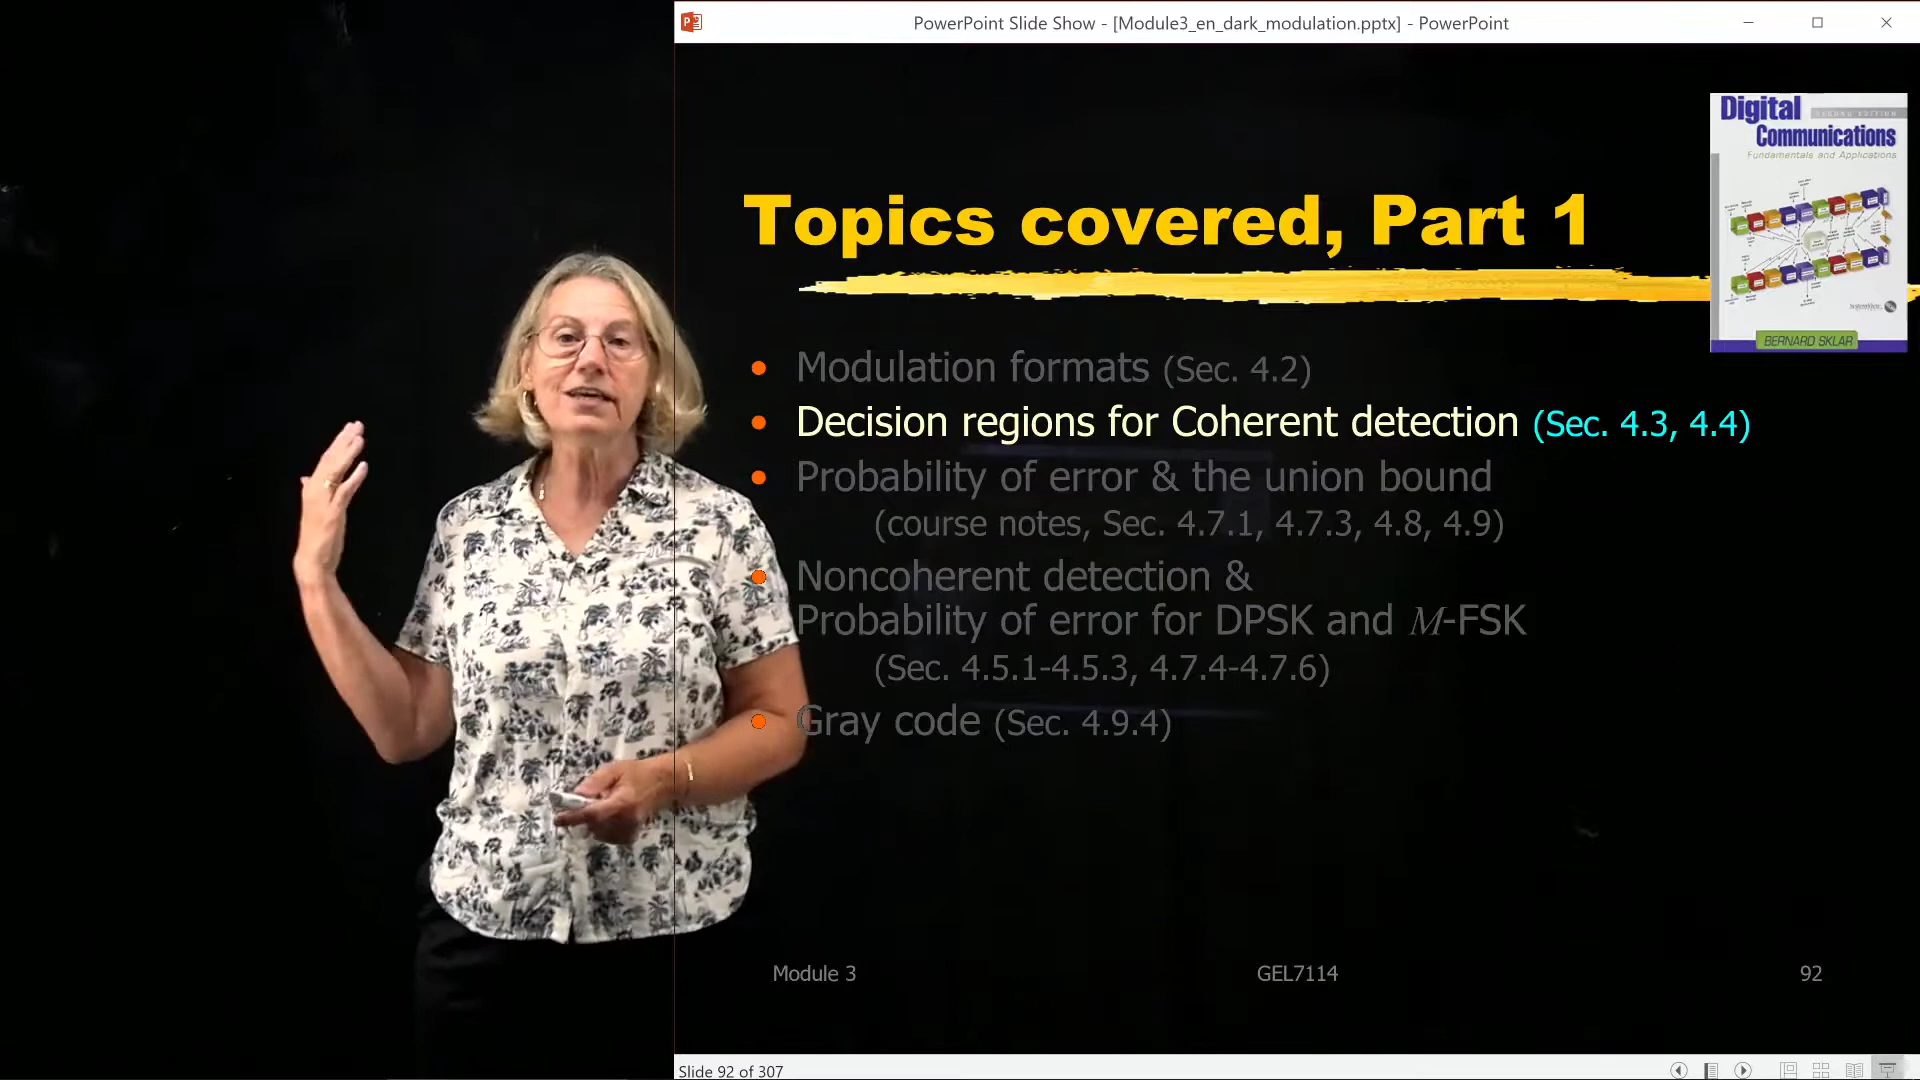 PowerPoint Slide Show - [Module3_en_dark_modulation.pptx] - PowerPoint
Digital
SECOND EDITION
Communications
Fundamentals and Applications
BERNARD SKLAR
Topics covered, Part 1
Modulation formats (Sec. 4.2)
Decision regions for Coherent detection (Sec. 4.3, 4.4)
Probability of error & the union bound
(course notes, Sec. 4.7.1, 4.7.3, 4.8, 4.9)
Noncoherent detection &
Probability of error for DPSK and M-FSK
(Sec. 4.5.1-4.5.3, 4.7.4-4.7.6)
Gray code (Sec. 4.9.4)
Module 3
GEL7114
92
Slide 92 of 307